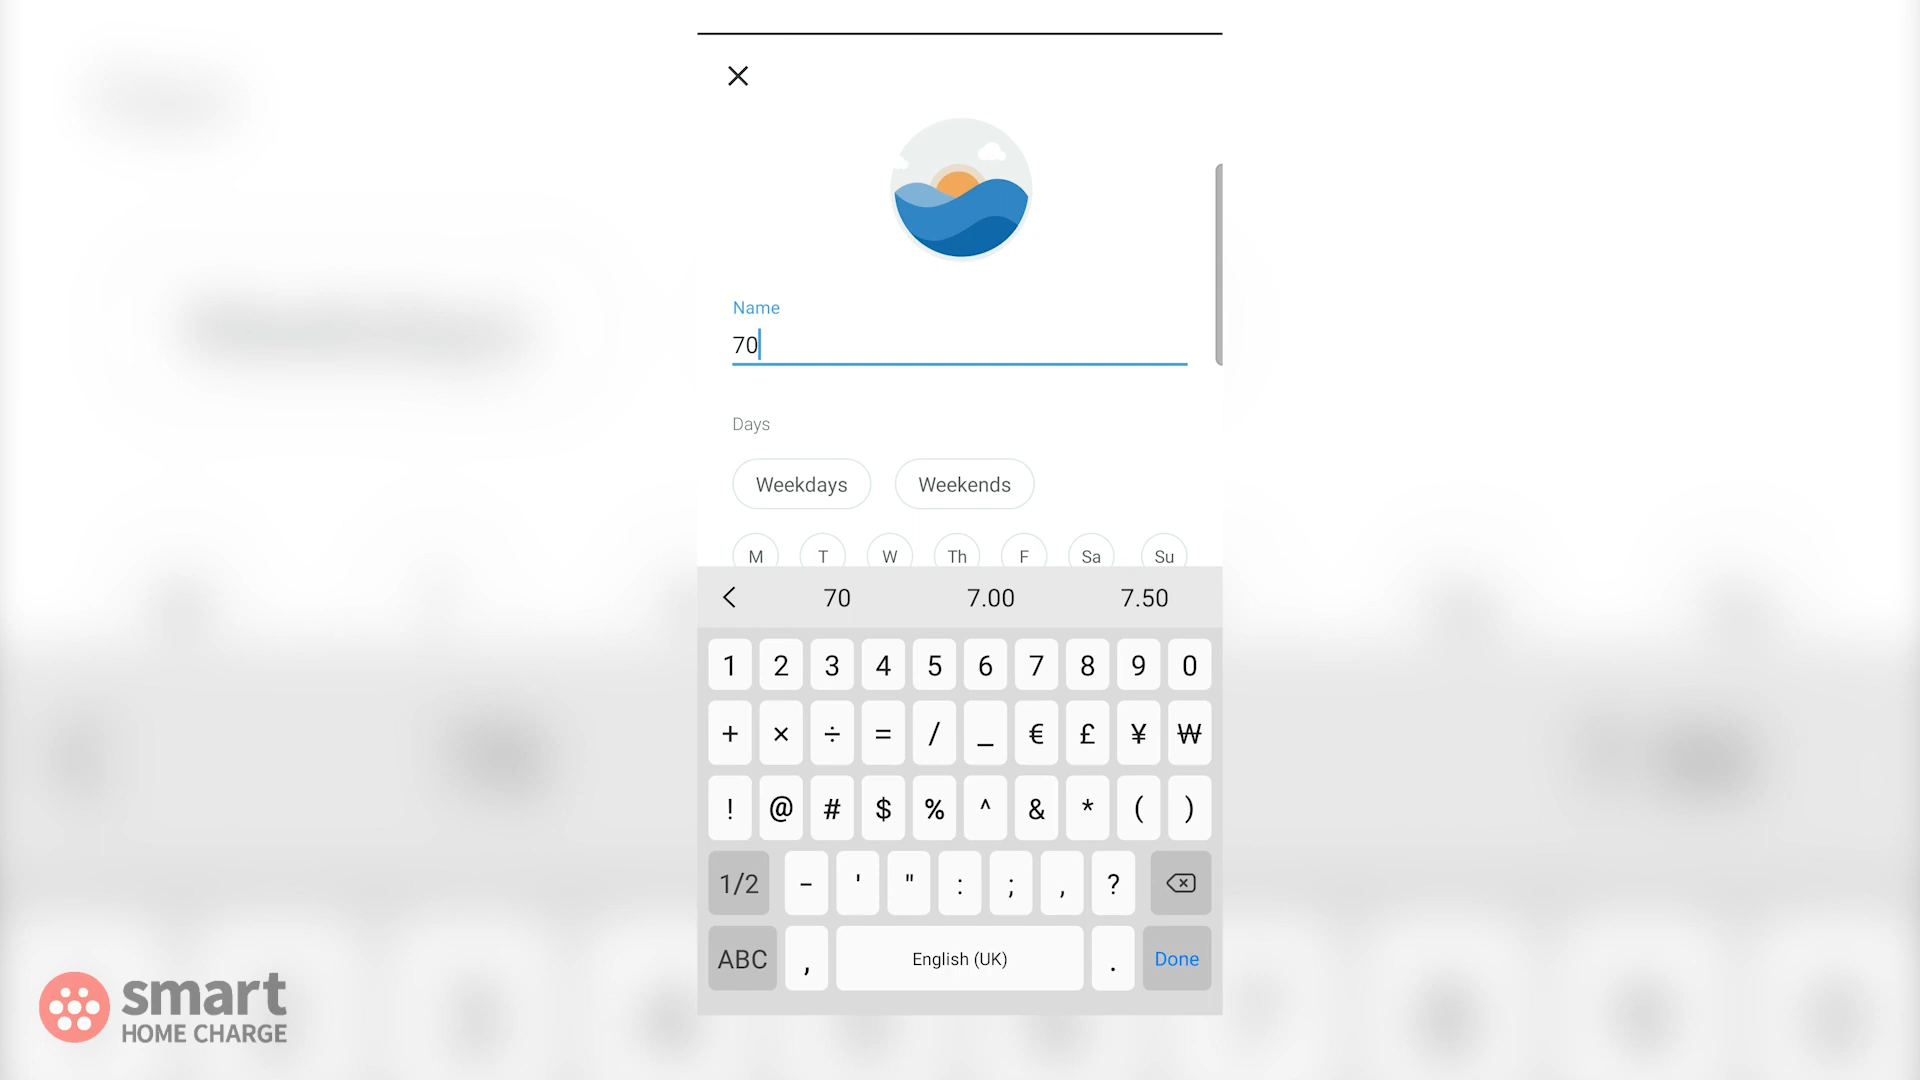 Name
70
Days
Weekdays Weekends
M T W Th F Sa Su
70 7.00 7.50
1 2 3 4 5 6 7 8 9 0
+ × ÷ = / _ € £ ¥ ₩
! @ # $ % ^ & * ( )
1/2 - ' " : ; , ?
ABC , English (UK) . Done
smart
HOME CHARGE